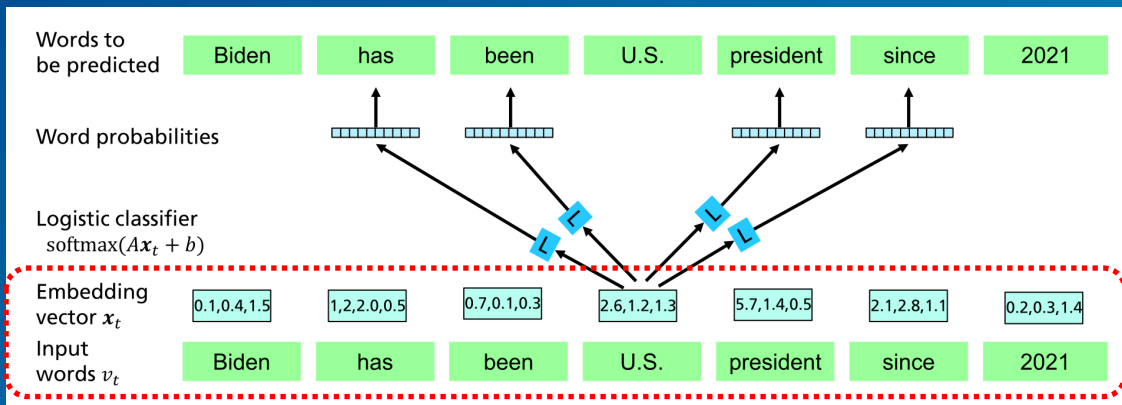 Words to
be predicted
Biden has been U.S. president since 2021
Word probabilities
L L L L
Logistic classifier
softmax(A𝒙ₜ + b)
Embedding
vector 𝒙ₜ
0.1,0.4,1.5 1,2,2.0,0.5 0.7,0.1,0.3 2.6,1.2,1.3 5.7,1.4,0.5 2.1,2.8,1.1 0.2,0.3,1.4
Input
words vₜ
Biden has been U.S. president since 2021